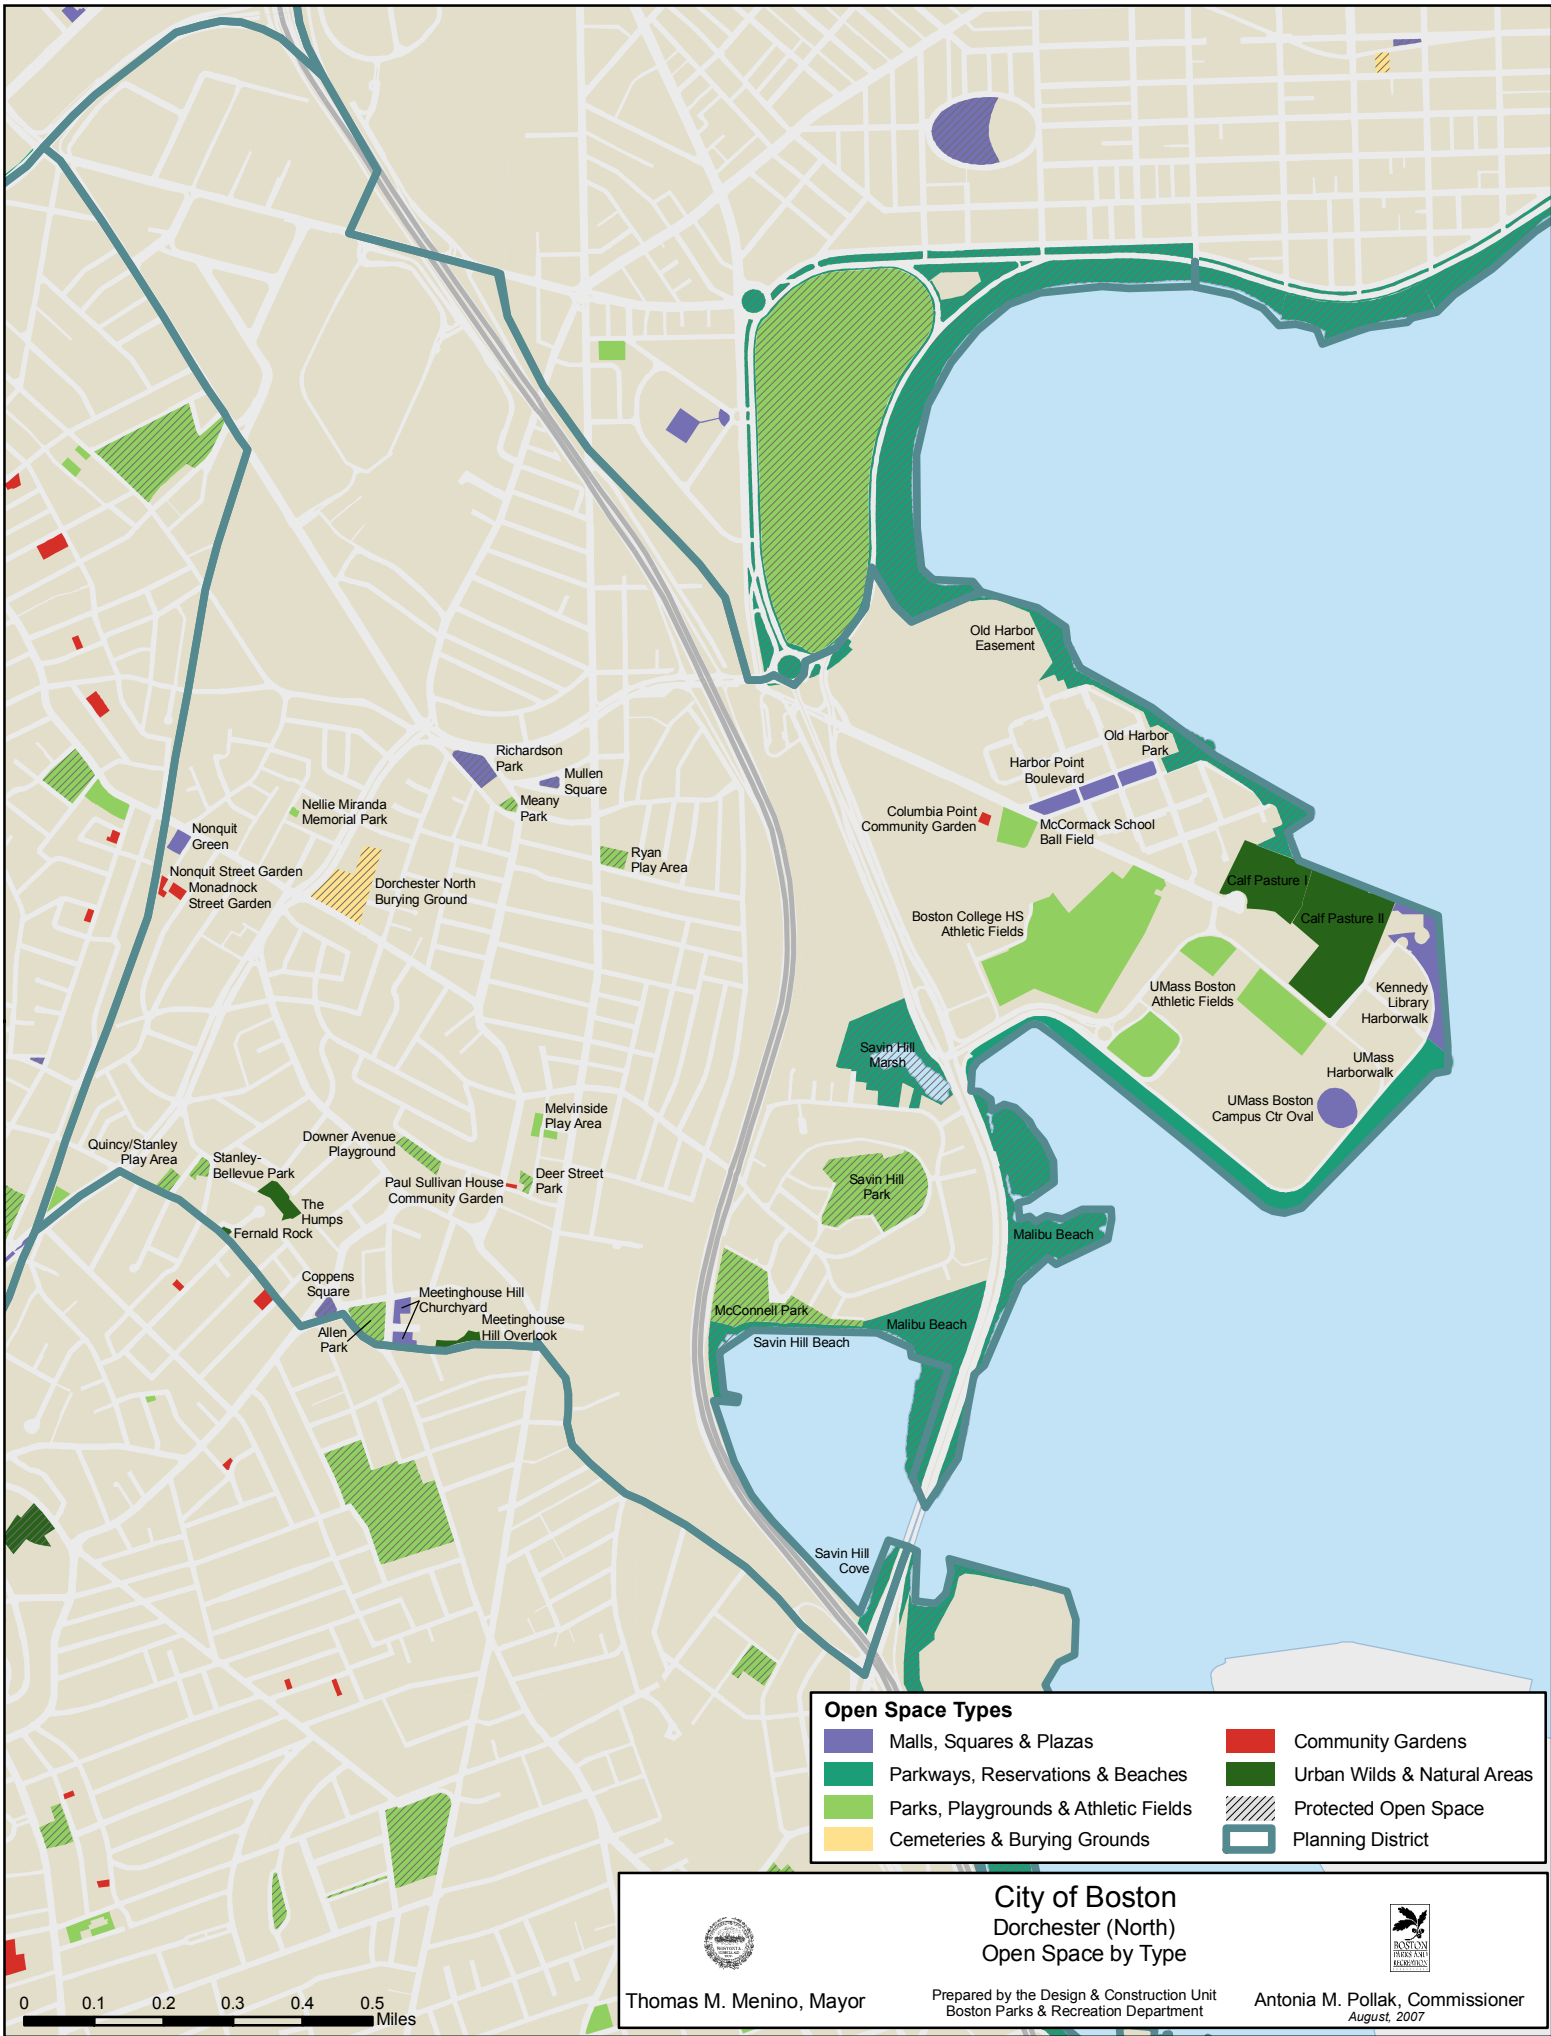 Old Harbor
Easement
Old Harbor
Park
Harbor Point
Boulevard
Richardson
Park
Mullen
Square
Meany
Park
Nellie Miranda
Memorial Park
Columbia Point
Community Garden
McCormack School
Ball Field
Nonquit
Green
Ryan
Play Area
Nonquit Street Garden
Monadnock
Street Garden
Dorchester North
Burying Ground
Calf Pasture I
Calf Pasture II
Boston College HS
Athletic Fields
UMass Boston
Athletic Fields
Kennedy
Library
Harborwalk
Savin Hill
Marsh
UMass
Harborwalk
UMass Boston
Campus Ctr Oval
Melvinside
Play Area
Quincy/Stanley
Play Area
Stanley-
Bellevue Park
Downer Avenue
Playground
Paul Sullivan House
Community Garden
Deer Street
Park
Savin Hill
Park
The
Humps
Fernald Rock
Malibu Beach
Coppens
Square
Meetinghouse Hill
Churchyard
Meetinghouse
Hill Overlook
Allen
Park
McConnell Park
Malibu Beach
Savin Hill Beach
Savin Hill
Cove
Open Space Types
Malls, Squares & Plazas
Parkways, Reservations & Beaches
Parks, Playgrounds & Athletic Fields
Cemeteries & Burying Grounds
Community Gardens
Urban Wilds & Natural Areas
Protected Open Space
Planning District
City of Boston
Dorchester (North)
Open Space by Type
Thomas M. Menino, Mayor
Prepared by the Design & Construction Unit
Boston Parks & Recreation Department
BOSTON
PARKS AND
RECREATION
Antonia M. Pollak, Commissioner
August, 2007
0 0.1 0.2 0.3 0.4 0.5
Miles